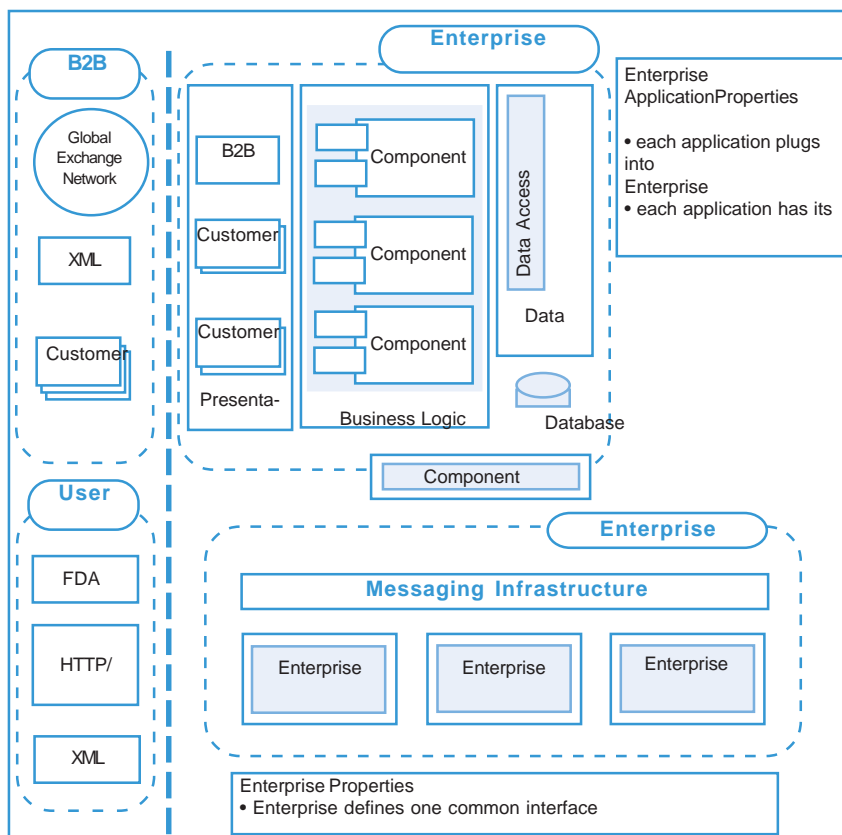 B2B
Global
Exchange
Network
XML
Customer
User
FDA
HTTP/
XML
Enterprise
B2B
Customer
Customer
Presenta-
Component
Component
Component
Business Logic
Data Access
Data
Database
Component
Enterprise
ApplicationProperties
• each application plugs
into
Enterprise
• each application has its
Enterprise
Messaging Infrastructure
Enterprise
Enterprise
Enterprise
Enterprise Properties
• Enterprise defines one common interface